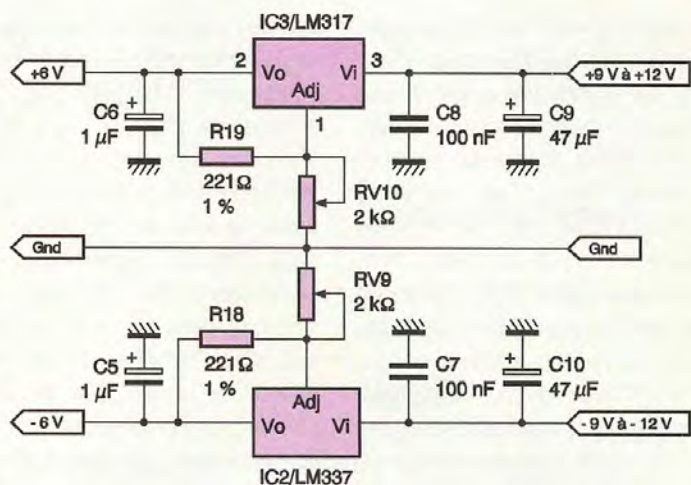 IC3/LM317
+6 V
2
Vo
Vi
3
+9 V à +12 V
Adj
1
+
C6
1 µF
R19
221 Ω
1 %
RV10
2 kΩ
C8
100 nF
+
C9
47 µF
Gnd
Gnd
RV9
2 kΩ
R18
221 Ω
1 %
+
C5
1 µF
C7
100 nF
+
C10
47 µF
Adj
- 6 V
Vo
Vi
- 9 V à - 12 V
IC2/LM337